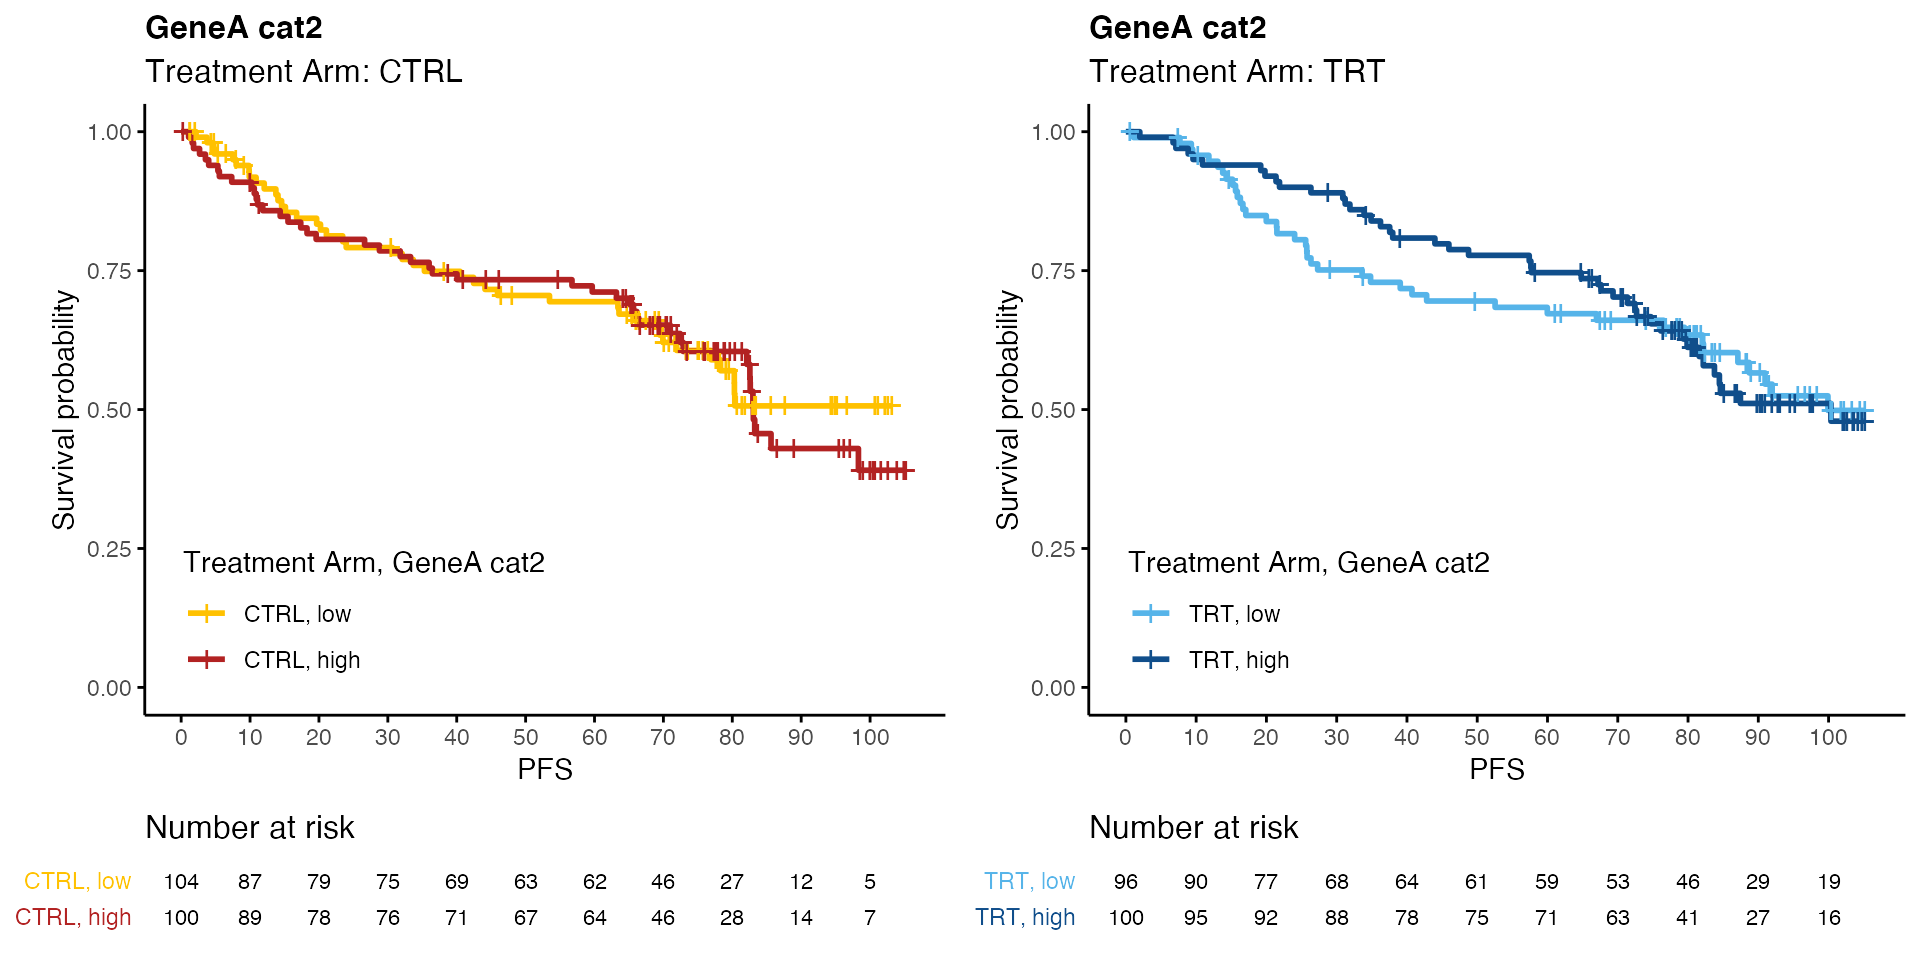 GeneA cat2
Treatment Arm: CTRL
1.00
0.75
0.50
0.25
0.00
Survival probability
Treatment Arm, GeneA cat2
CTRL, low
CTRL, high
0 10 20 30 40 50 60 70 80 90 100
PFS
Number at risk
CTRL, low 104 87 79 75 69 63 62 46 27 12 5
CTRL, high 100 89 78 76 71 67 64 46 28 14 7
GeneA cat2
Treatment Arm: TRT
1.00
0.75
0.50
0.25
0.00
Survival probability
Treatment Arm, GeneA cat2
TRT, low
TRT, high
0 10 20 30 40 50 60 70 80 90 100
PFS
Number at risk
TRT, low 96 90 77 68 64 61 59 53 46 29 19
TRT, high 100 95 92 88 78 75 71 63 41 27 16